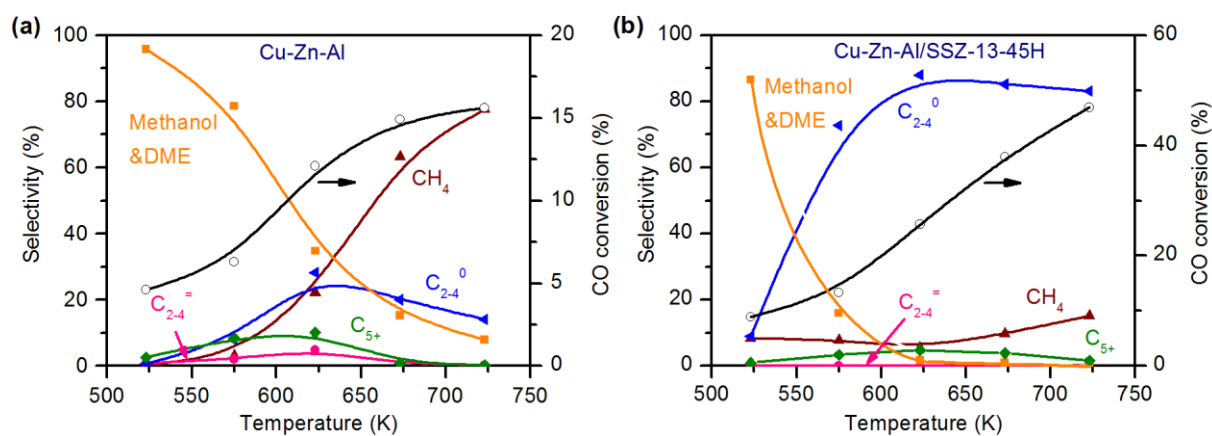 (a)
Cu-Zn-Al
Methanol
&DME
CH₄
C₂₋₄⁰
C₂₋₄⁼
C₅₊
Selectivity (%)
100
80
60
40
20
0
CO conversion (%)
20
15
10
5
0
500 550 600 650 700 750
Temperature (K)
(b)
Cu-Zn-Al/SSZ-13-45H
Methanol
&DME
C₂₋₄⁰
C₂₋₄⁼
CH₄
C₅₊
Selectivity (%)
100
80
60
40
20
0
CO conversion (%)
60
40
20
0
500 550 600 650 700 750
Temperature (K)